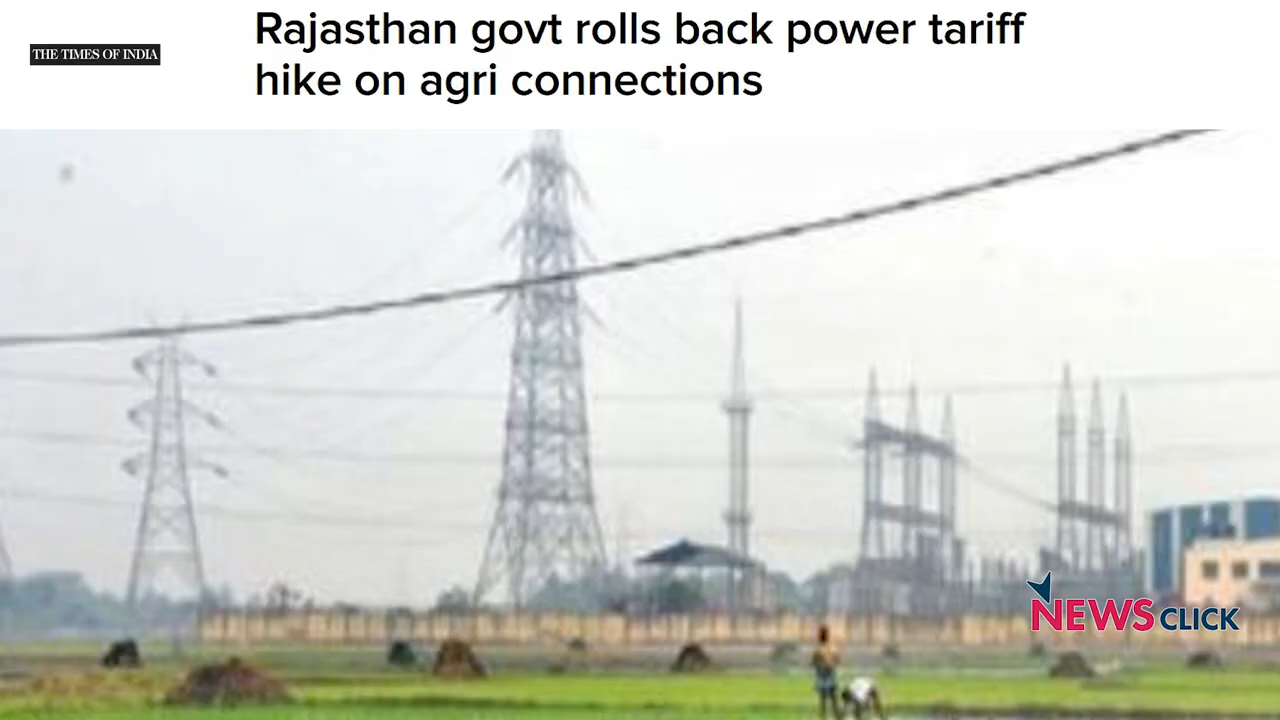 THE TIMES OF INDIA
Rajasthan govt rolls back power tariff
hike on agri connections
NEWSCLICK